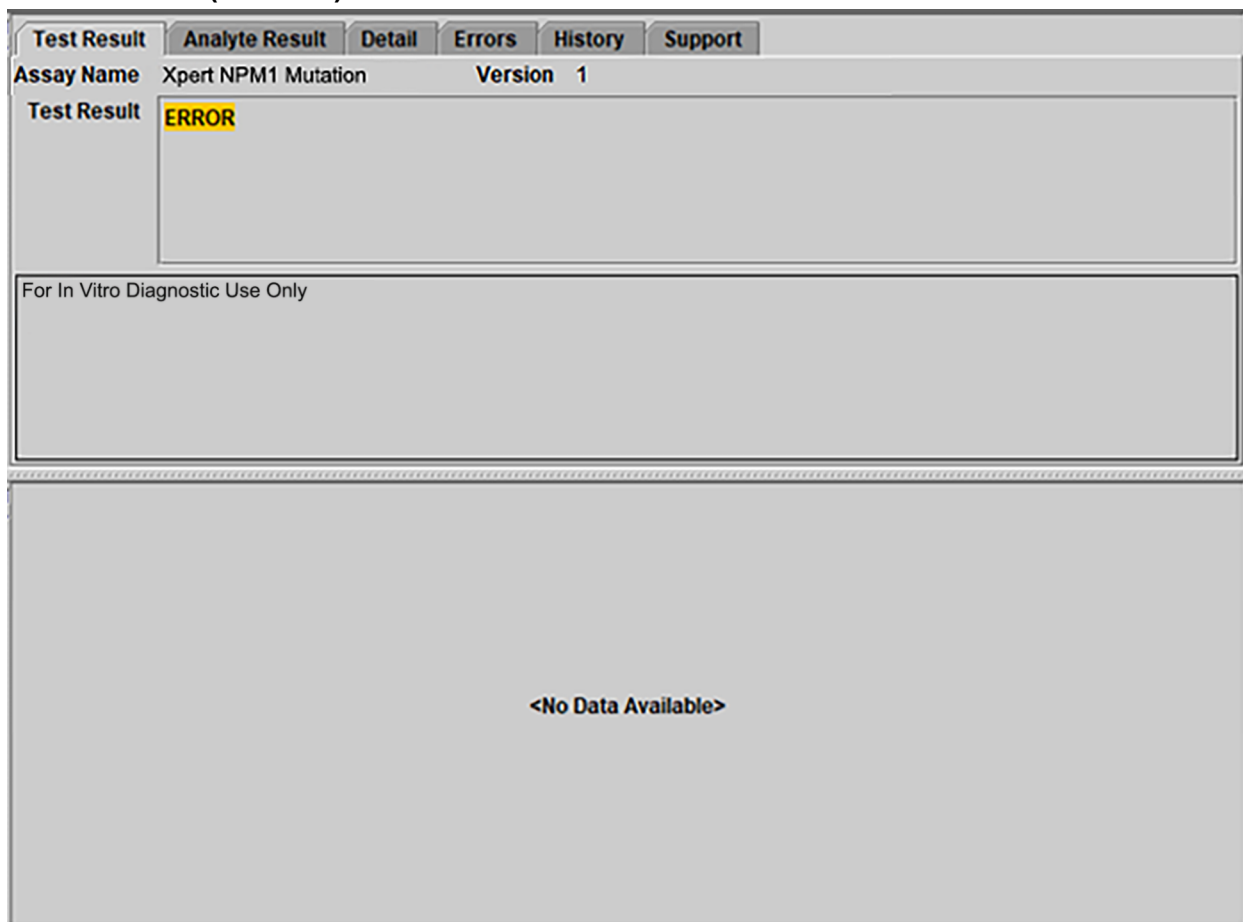 Test Result Analyte Result Detail Errors History Support
Assay Name Xpert NPM1 Mutation Version 1
Test Result ERROR
For In Vitro Diagnostic Use Only
<No Data Available>